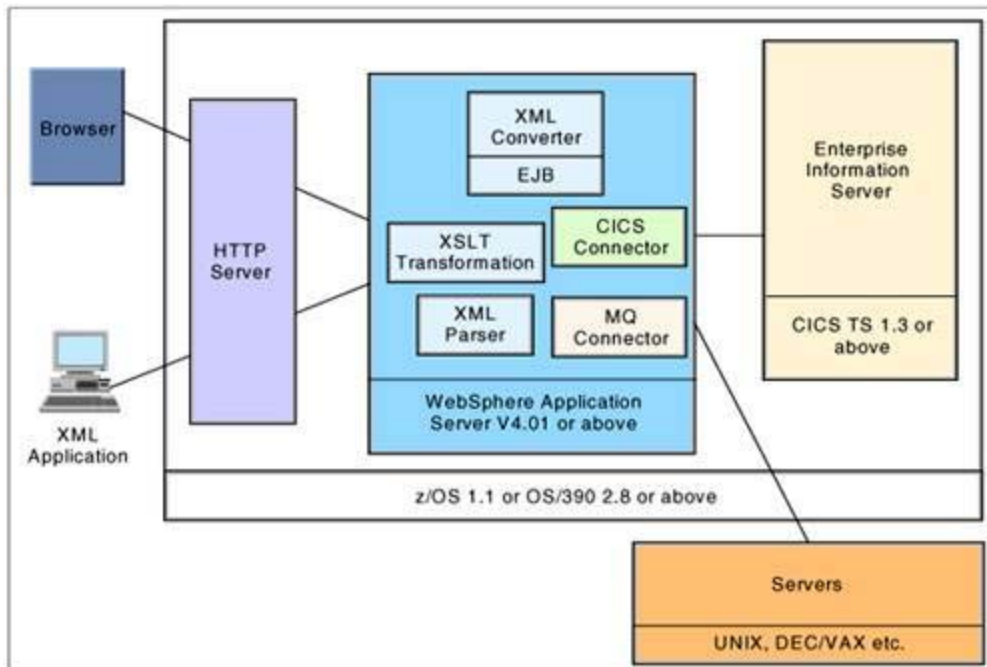 Browser
XML
Application
HTTP
Server
XML
Converter
EJB
XSLT
Transformation
CICS
Connector
XML
Parser
MQ
Connector
WebSphere Application
Server V4.01 or above
Enterprise
Information
Server
CICS TS 1.3 or
above
z/OS 1.1 or OS/390 2.8 or above
Servers
UNIX, DEC/VAX etc.